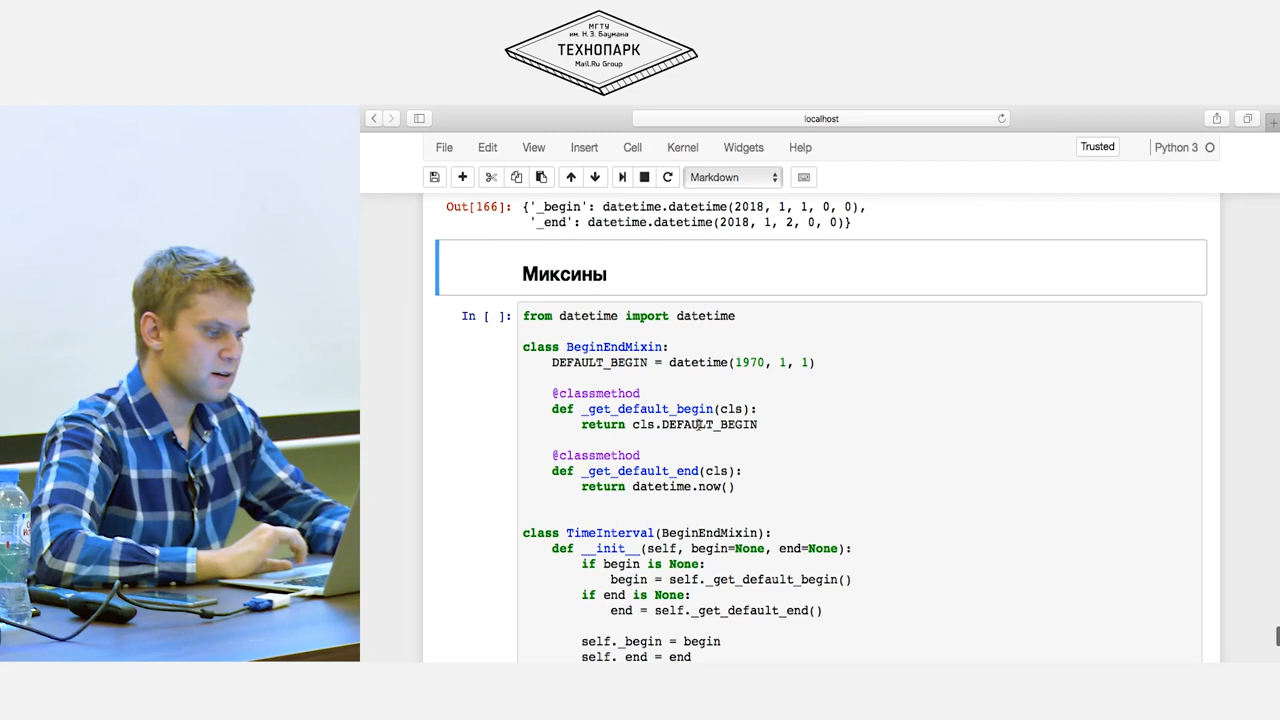 МГТУ
им. Н.Э. Баумана
ТЕХНОПАРК
Mail.Ru Group
localhost
File Edit View Insert Cell Kernel Widgets Help
Trusted
Python 3
Markdown
Out[166]: {'_begin': datetime.datetime(2018, 1, 1, 0, 0),
'_end': datetime.datetime(2018, 1, 2, 0, 0)}
Миксины
In [ ]: from datetime import datetime
class BeginEndMixin:
DEFAULT_BEGIN = datetime(1970, 1, 1)
@classmethod
def _get_default_begin(cls):
return cls.DEFAULT_BEGIN
@classmethod
def _get_default_end(cls):
return datetime.now()
class TimeInterval(BeginEndMixin):
def __init__(self, begin=None, end=None):
if begin is None:
begin = self._get_default_begin()
if end is None:
end = self._get_default_end()
self._begin = begin
self._end = end